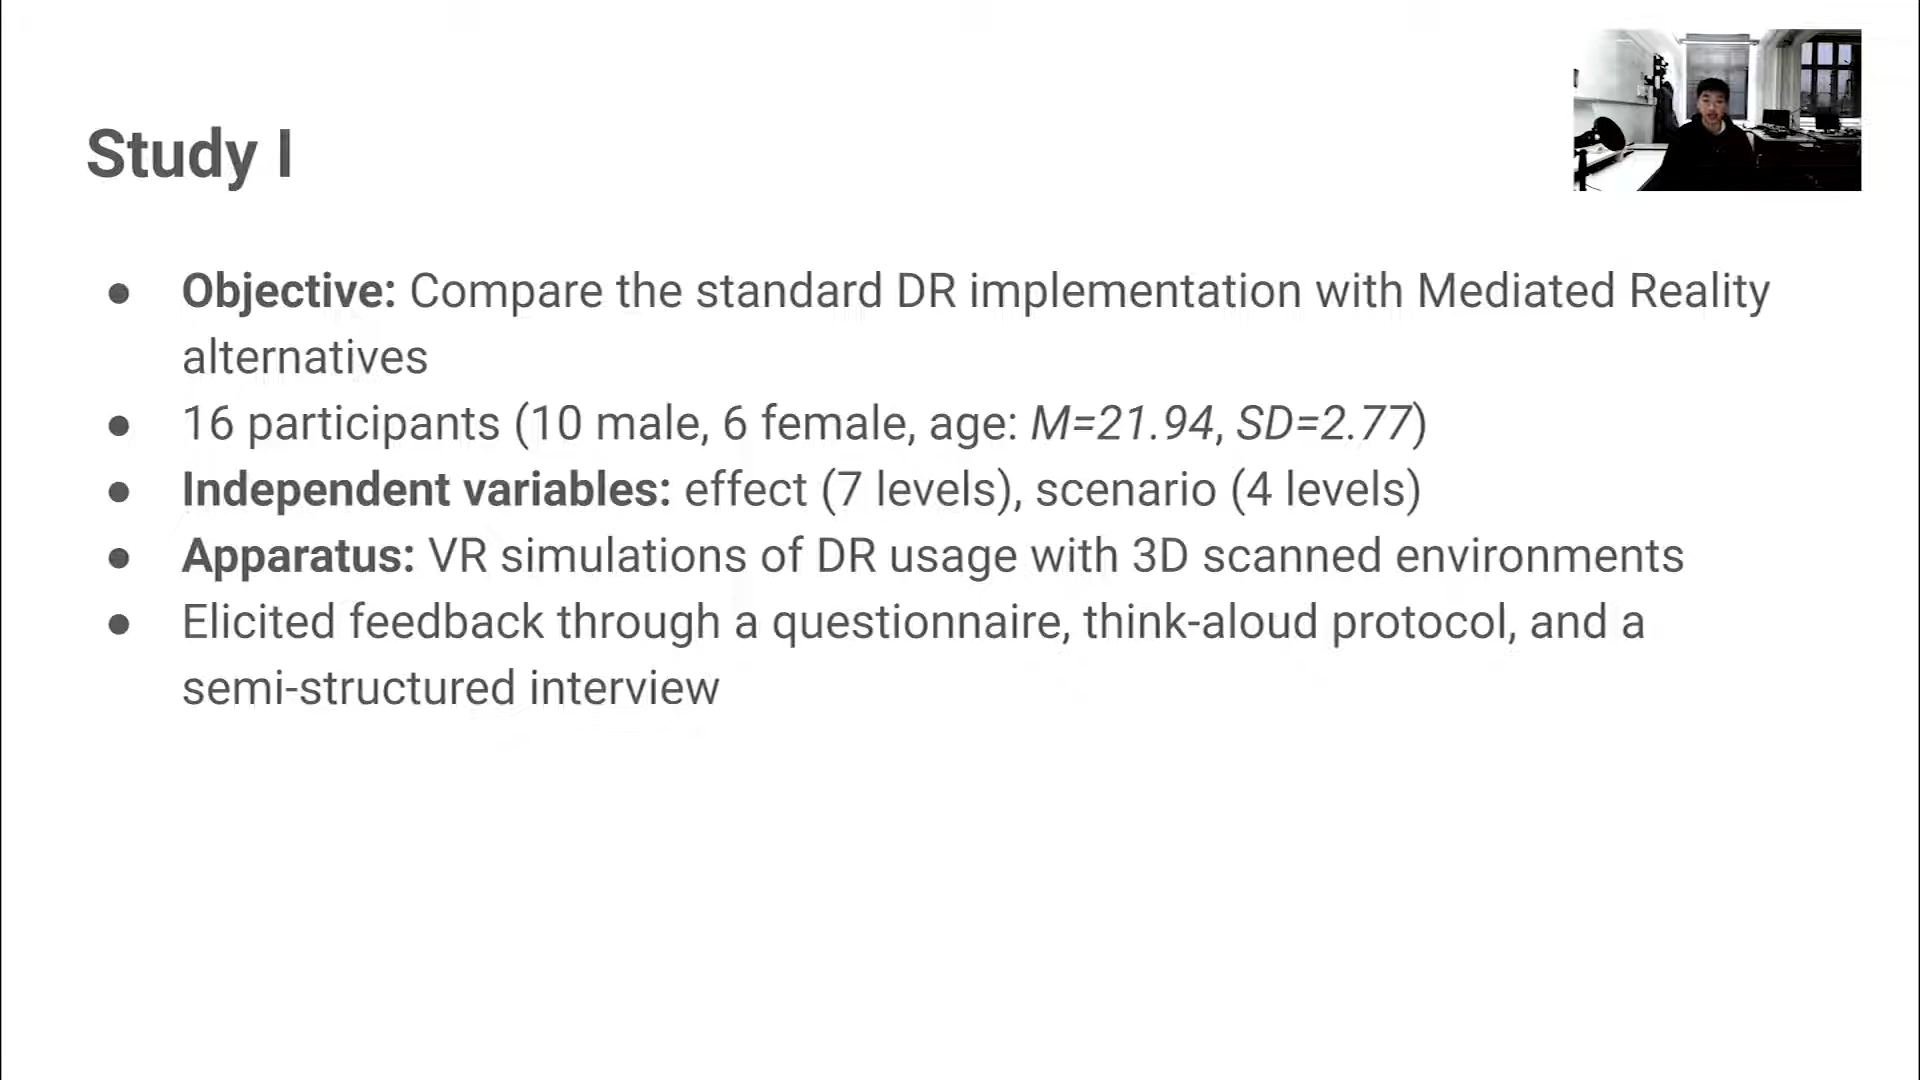 Study I
● Objective: Compare the standard DR implementation with Mediated Reality
alternatives
● 16 participants (10 male, 6 female, age: M=21.94, SD=2.77)
● Independent variables: effect (7 levels), scenario (4 levels)
● Apparatus: VR simulations of DR usage with 3D scanned environments
● Elicited feedback through a questionnaire, think-aloud protocol, and a
semi-structured interview